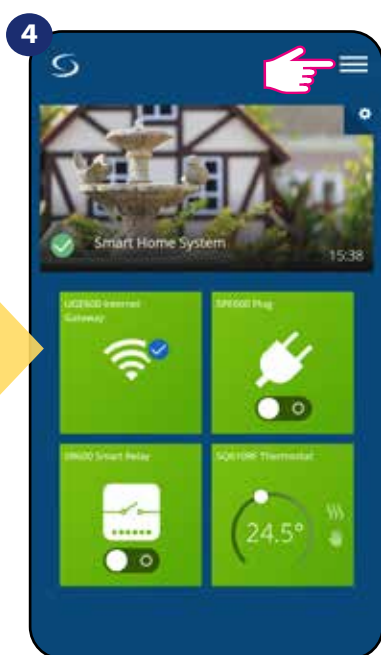 4
Smart Home System
15:38
UGE600 Internet
Gateway
SPE600 Plug
SR600 Smart Relay
SQ610RF Thermostat
24.5°